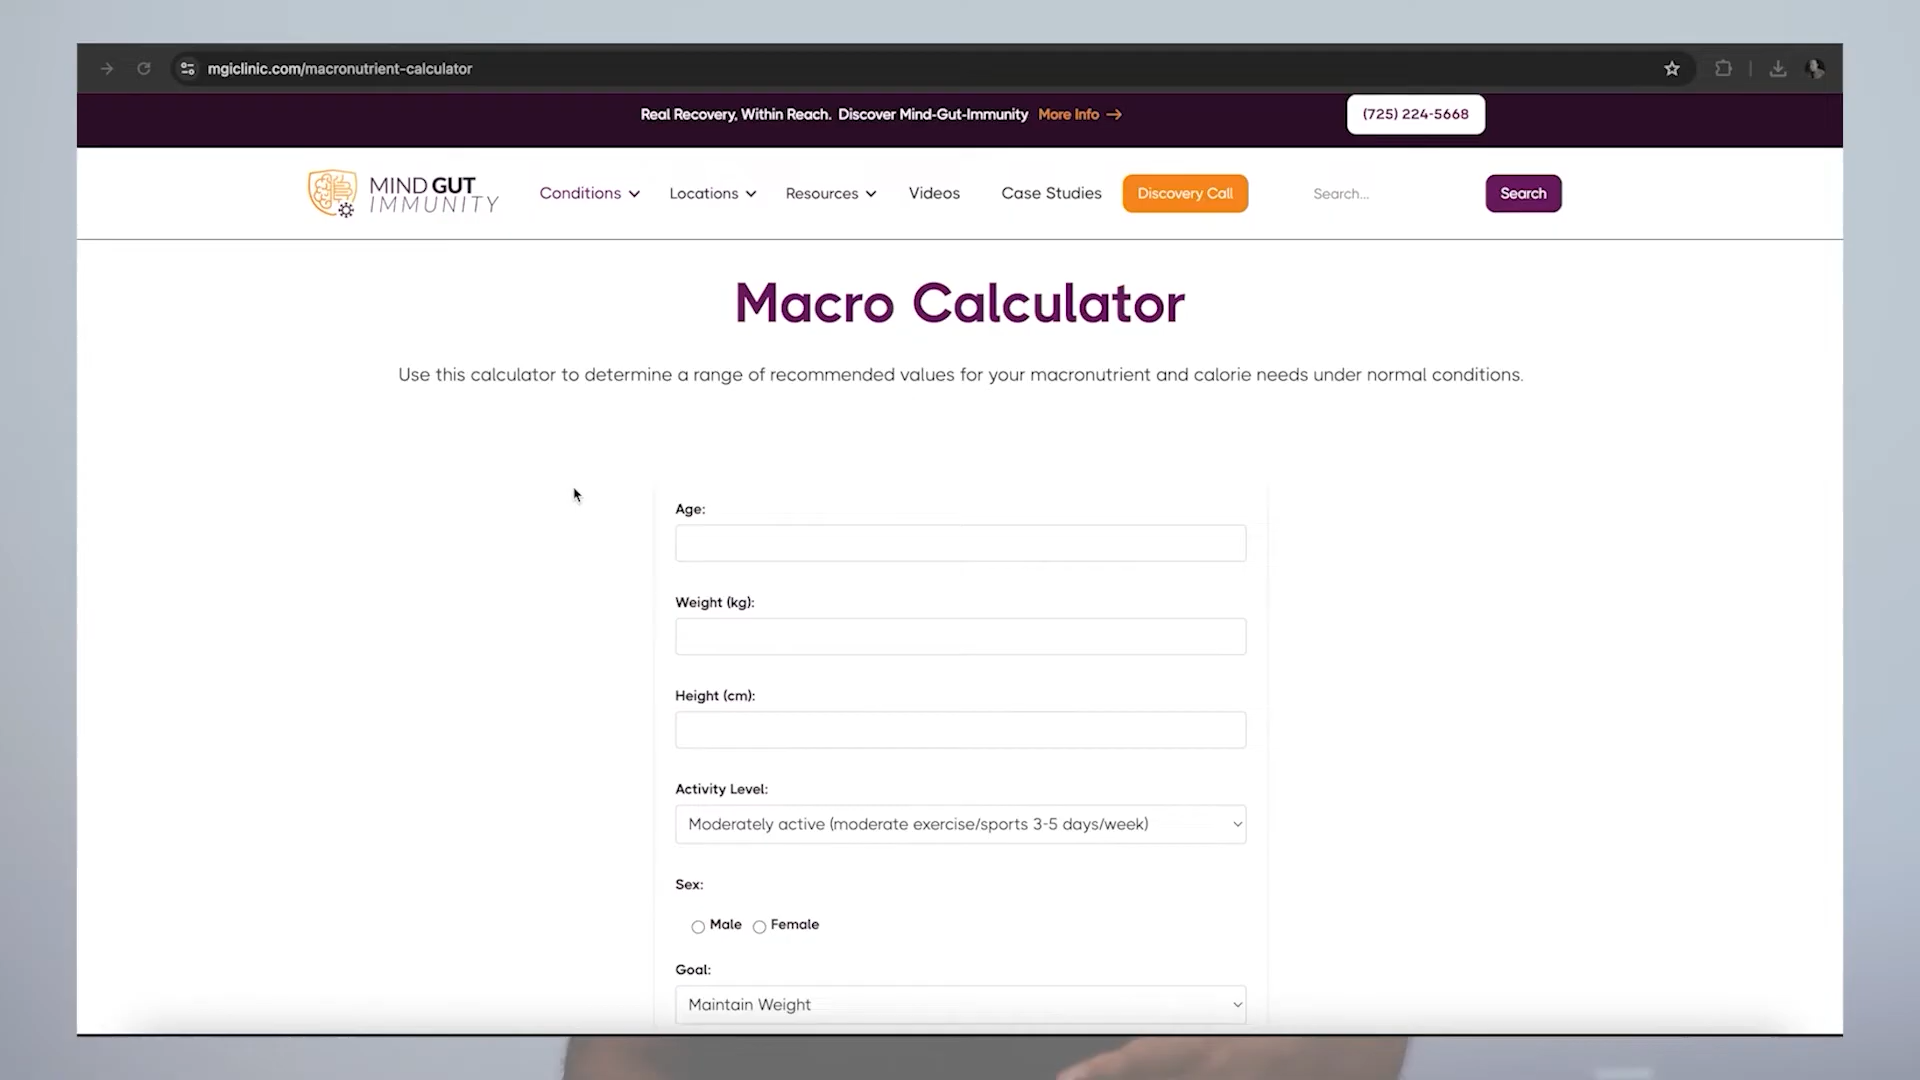 mgiclinic.com/macronutrient-calculator
Real Recovery, Within Reach. Discover Mind-Gut-Immunity More Info →
(725) 224-5668
MIND GUT
IMMUNITY
Conditions
Locations
Resources
Videos
Case Studies
Discovery Call
Search...
Search
Macro Calculator
Use this calculator to determine a range of recommended values for your macronutrient and calorie needs under normal conditions.
Age:
Weight (kg):
Height (cm):
Activity Level:
Moderately active (moderate exercise/sports 3-5 days/week)
Sex:
Male Female
Goal:
Maintain Weight